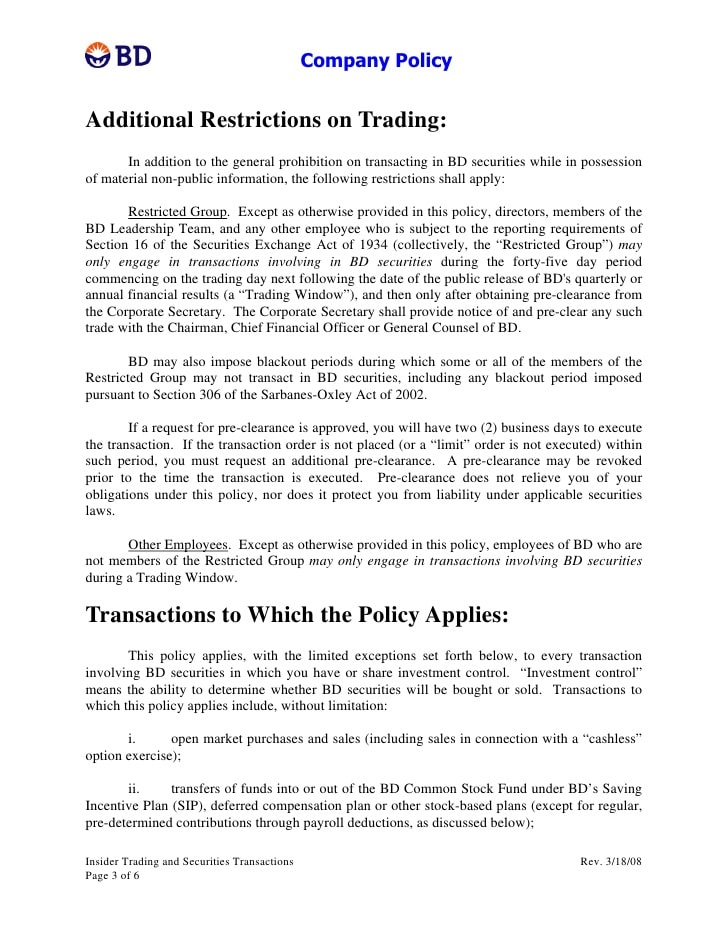 BD
Company Policy
Additional Restrictions on Trading:
In addition to the general prohibition on transacting in BD securities while in possession
of material non-public information, the following restrictions shall apply:
Restricted Group.  Except as otherwise provided in this policy, directors, members of the
BD Leadership Team, and any other employee who is subject to the reporting requirements of
Section 16 of the Securities Exchange Act of 1934 (collectively, the “Restricted Group”) may
only engage in transactions involving in BD securities during the forty-five day period
commencing on the trading day next following the date of the public release of BD's quarterly or
annual financial results (a “Trading Window”), and then only after obtaining pre-clearance from
the Corporate Secretary.  The Corporate Secretary shall provide notice of and pre-clear any such
trade with the Chairman, Chief Financial Officer or General Counsel of BD.
BD may also impose blackout periods during which some or all of the members of the
Restricted Group may not transact in BD securities, including any blackout period imposed
pursuant to Section 306 of the Sarbanes-Oxley Act of 2002.
If a request for pre-clearance is approved, you will have two (2) business days to execute
the transaction.  If the transaction order is not placed (or a “limit” order is not executed) within
such period, you must request an additional pre-clearance.  A pre-clearance may be revoked
prior to the time the transaction is executed.  Pre-clearance does not relieve you of your
obligations under this policy, nor does it protect you from liability under applicable securities
laws.
Other Employees.  Except as otherwise provided in this policy, employees of BD who are
not members of the Restricted Group may only engage in transactions involving BD securities
during a Trading Window.
Transactions to Which the Policy Applies:
This policy applies, with the limited exceptions set forth below, to every transaction
involving BD securities in which you have or share investment control.  “Investment control”
means the ability to determine whether BD securities will be bought or sold.  Transactions to
which this policy applies include, without limitation:
i. open market purchases and sales (including sales in connection with a “cashless”
option exercise);
ii. transfers of funds into or out of the BD Common Stock Fund under BD’s Saving
Incentive Plan (SIP), deferred compensation plan or other stock-based plans (except for regular,
pre-determined contributions through payroll deductions, as discussed below);
Insider Trading and Securities Transactions Rev. 3/18/08
Page 3 of 6